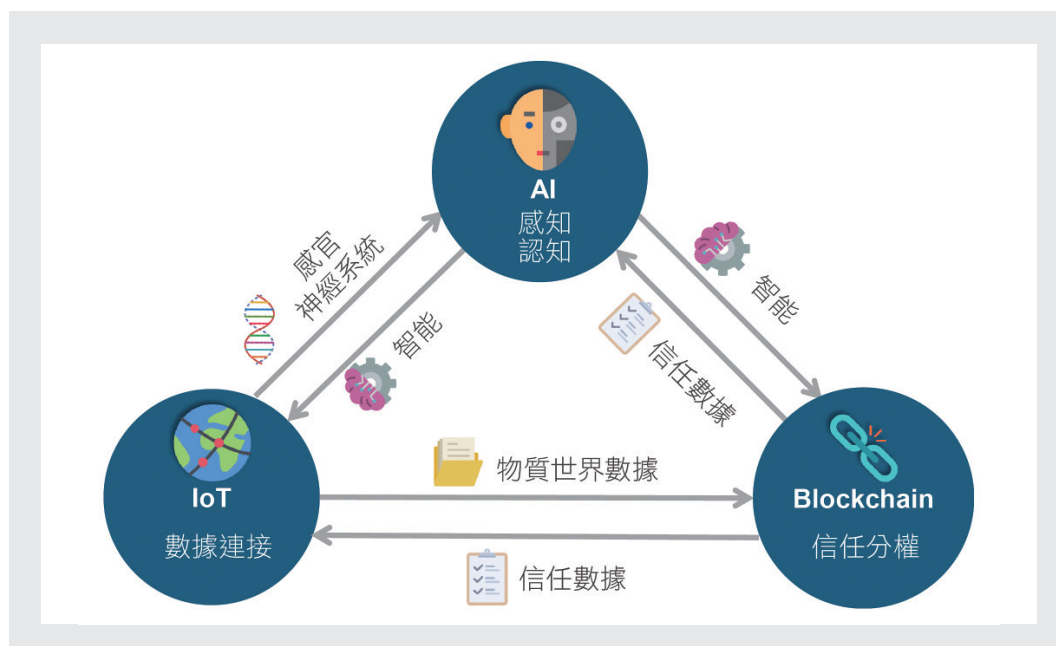 AI
感知
認知
感官
神經系統
智能
智能
信任數據
IoT
數據連接
物質世界數據
信任數據
Blockchain
信任分權